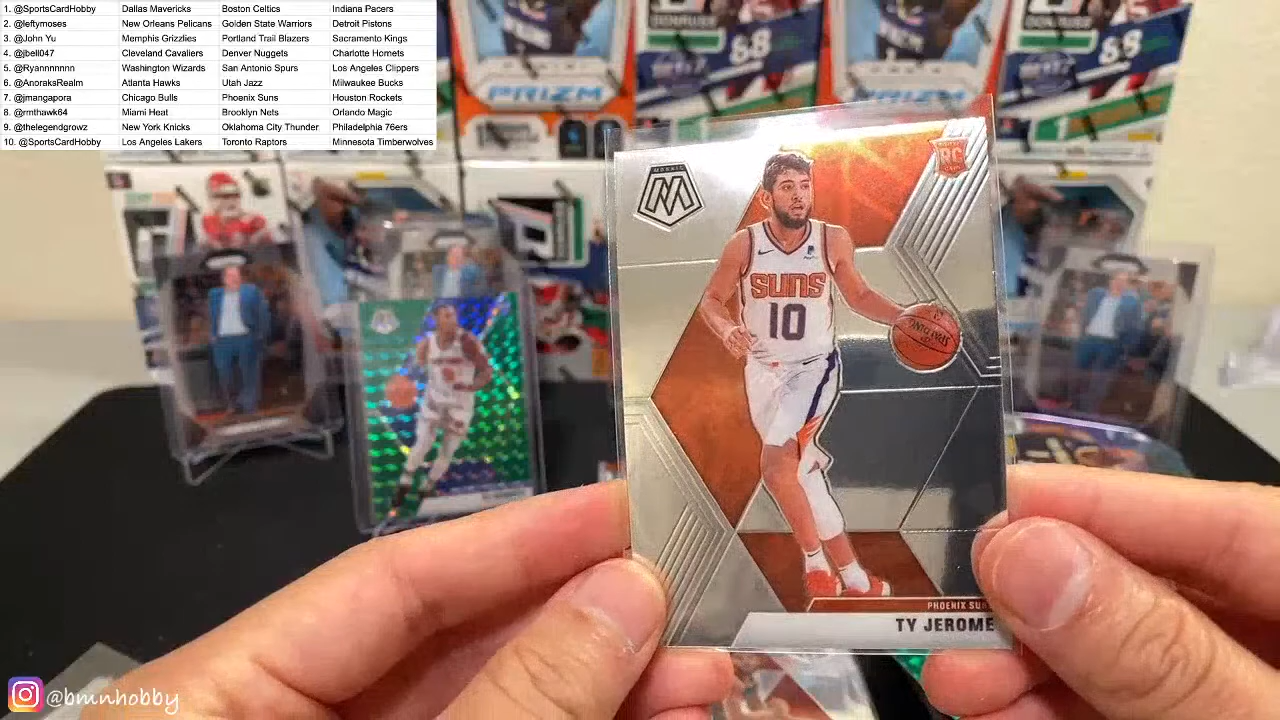 1. @SportsCardHobby Dallas Mavericks Boston Celtics Indiana Pacers
2. @leftymoses New Orleans Pelicans Golden State Warriors Detroit Pistons
3. @John Yu Memphis Grizzlies Portland Trail Blazers Sacramento Kings
4. @jbell047 Cleveland Cavaliers Denver Nuggets Charlotte Hornets
5. @Ryannnnnnn Washington Wizards San Antonio Spurs Los Angeles Clippers
6. @AnoraksRealm Atlanta Hawks Utah Jazz Milwaukee Bucks
7. @jmangapora Chicago Bulls Phoenix Suns Houston Rockets
8. @rmthawk64 Miami Heat Brooklyn Nets Orlando Magic
9. @thelegendgrowz New York Knicks Oklahoma City Thunder Philadelphia 76ers
10. @SportsCardHobby Los Angeles Lakers Toronto Raptors Minnesota Timberwolves
DONRUSS
PRIZM
88
PRIZM
88
MOSAIC
M
RC
SUNS
10
SPALDING
PHOENIX SUNS
TY JEROME
@bmnhobby